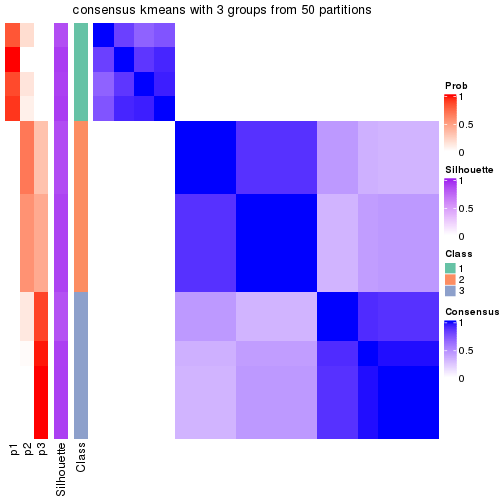 consensus kmeans with 3 groups from 50 partitions
Prob
1
0.5
0
Silhouette
1
0.5
0
Class
1
2
3
Consensus
1
0.5
0
p1
p2
p3
Silhouette
Class